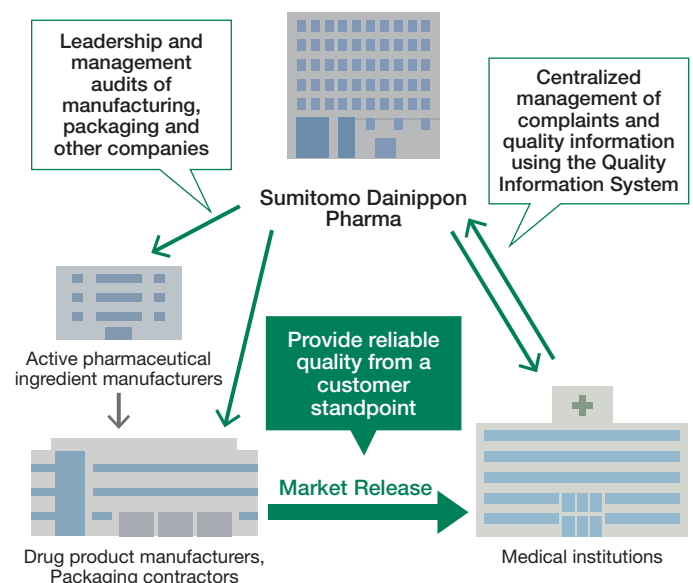 Leadership and
management
audits of
manufacturing,
packaging and
other companies
Centralized
management of
complaints and
quality information
using the Quality
Information System
Sumitomo Dainippon
Pharma
Active pharmaceutical
ingredient manufacturers
Provide reliable
quality from a
customer
standpoint
Market Release
Drug product manufacturers,
Packaging contractors
Medical institutions